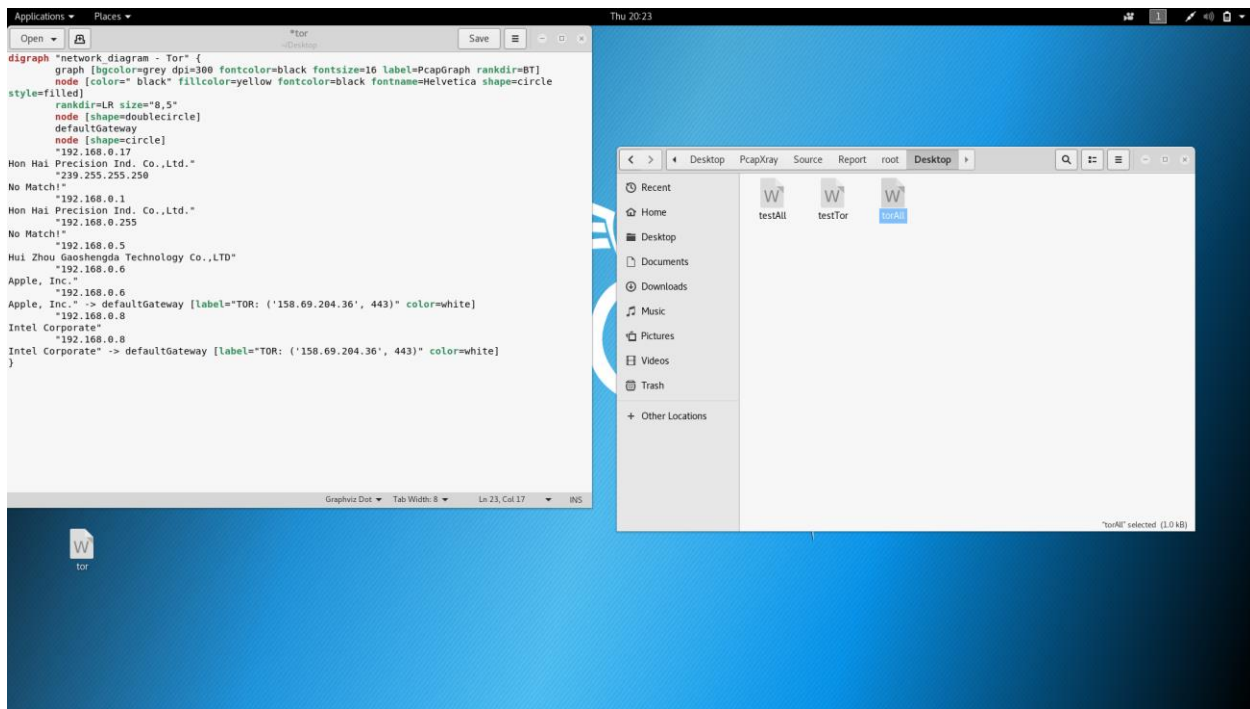 Applications Places Thu 20:23 1
Open *tor Save
~/Desktop
digraph "network_diagram - Tor" {
graph [bgcolor=grey dpi=300 fontcolor=black fontsize=16 label=PcapGraph rankdir=BT]
node [color=" black" fillcolor=yellow fontcolor=black fontname=Helvetica shape=circle
style=filled]
rankdir=LR size="8,5"
node [shape=doublecircle]
defaultGateway
node [shape=circle]
"192.168.0.17
Hon Hai Precision Ind. Co.,Ltd."
"239.255.255.250
No Match!"
"192.168.0.1
Hon Hai Precision Ind. Co.,Ltd."
"192.168.0.255
No Match!"
"192.168.0.5
Hui Zhou Gaoshengda Technology Co.,LTD"
"192.168.0.6
Apple, Inc."
"192.168.0.6
Apple, Inc." -> defaultGateway [label="TOR: ('158.69.204.36', 443)" color=white]
"192.168.0.8
Intel Corporate"
"192.168.0.8
Intel Corporate" -> defaultGateway [label="TOR: ('158.69.204.36', 443)" color=white]
}
Graphviz Dot Tab Width: 8 Ln 23, Col 17 INS
Desktop PcapXray Source Report root Desktop
Recent
Home
Desktop
Documents
Downloads
Music
Pictures
Videos
Trash
+ Other Locations
testAll testTor torAll
"torAll" selected (1.0 kB)
tor